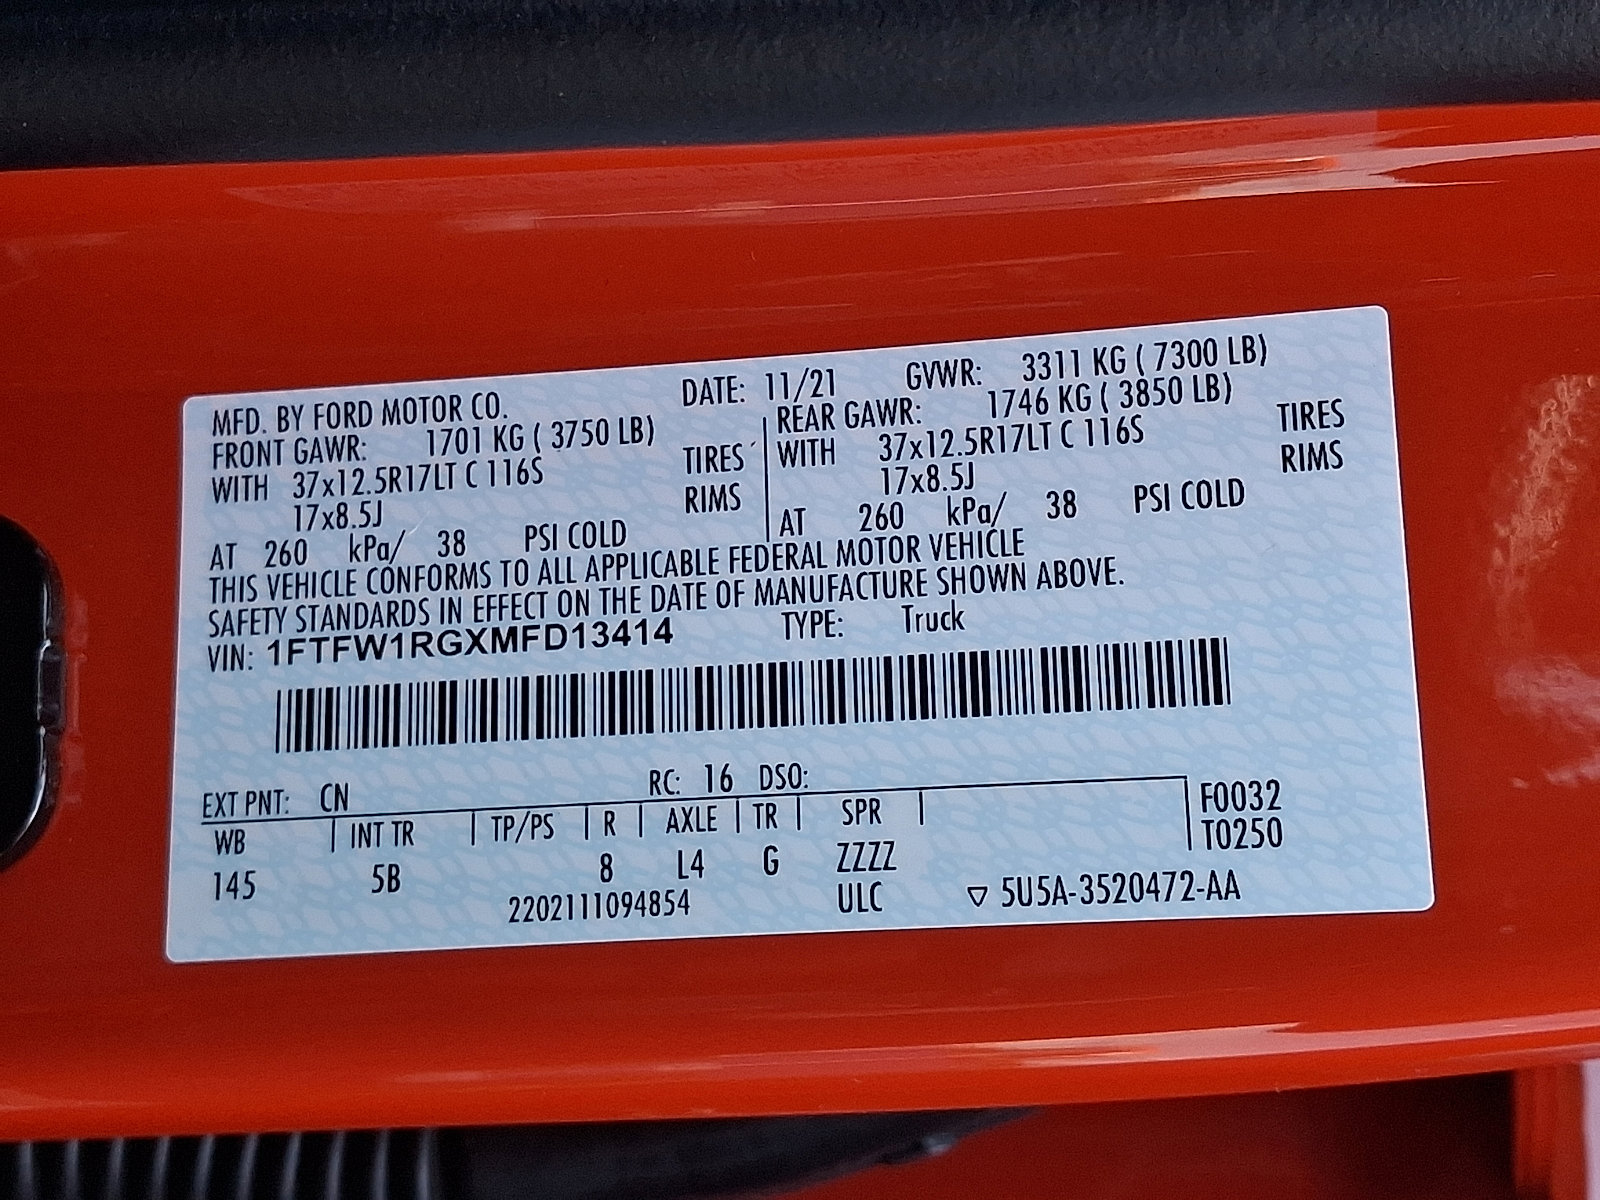 MFD. BY FORD MOTOR CO. DATE: 11/21 GVWR: 3311 KG ( 7300 LB)
FRONT GAWR: 1701 KG ( 3750 LB) REAR GAWR: 1746 KG ( 3850 LB)
WITH 37x12.5R17LT C 116S TIRES WITH 37x12.5R17LT C 116S TIRES
17x8.5J RIMS 17x8.5J RIMS
AT 260 kPa/ 38 PSI COLD AT 260 kPa/ 38 PSI COLD
THIS VEHICLE CONFORMS TO ALL APPLICABLE FEDERAL MOTOR VEHICLE
SAFETY STANDARDS IN EFFECT ON THE DATE OF MANUFACTURE SHOWN ABOVE.
VIN: 1FTFW1RGXMFD13414 TYPE: Truck
EXT PNT: CN RC: 16 DSO:
WB INT TR TP/PS R AXLE TR SPR F0032
T0250
145 5B 8 L4 G ZZZZ
2202111094854 ULC ▽ 5U5A-3520472-AA